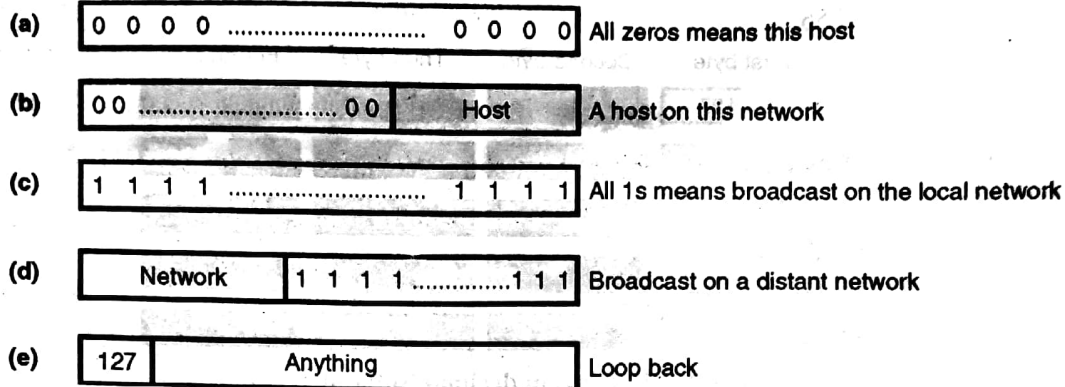 (a) 0 0 0 0 .............................. 0 0 0 0 All zeros means this host
(b) 0 0 .............................. 0 0 Host A host on this network
(c) 1 1 1 1 .............................. 1 1 1 1 All 1s means broadcast on the local network
(d) Network 1 1 1 1...............1 1 1 Broadcast on a distant network
(e) 127 Anything Loop back